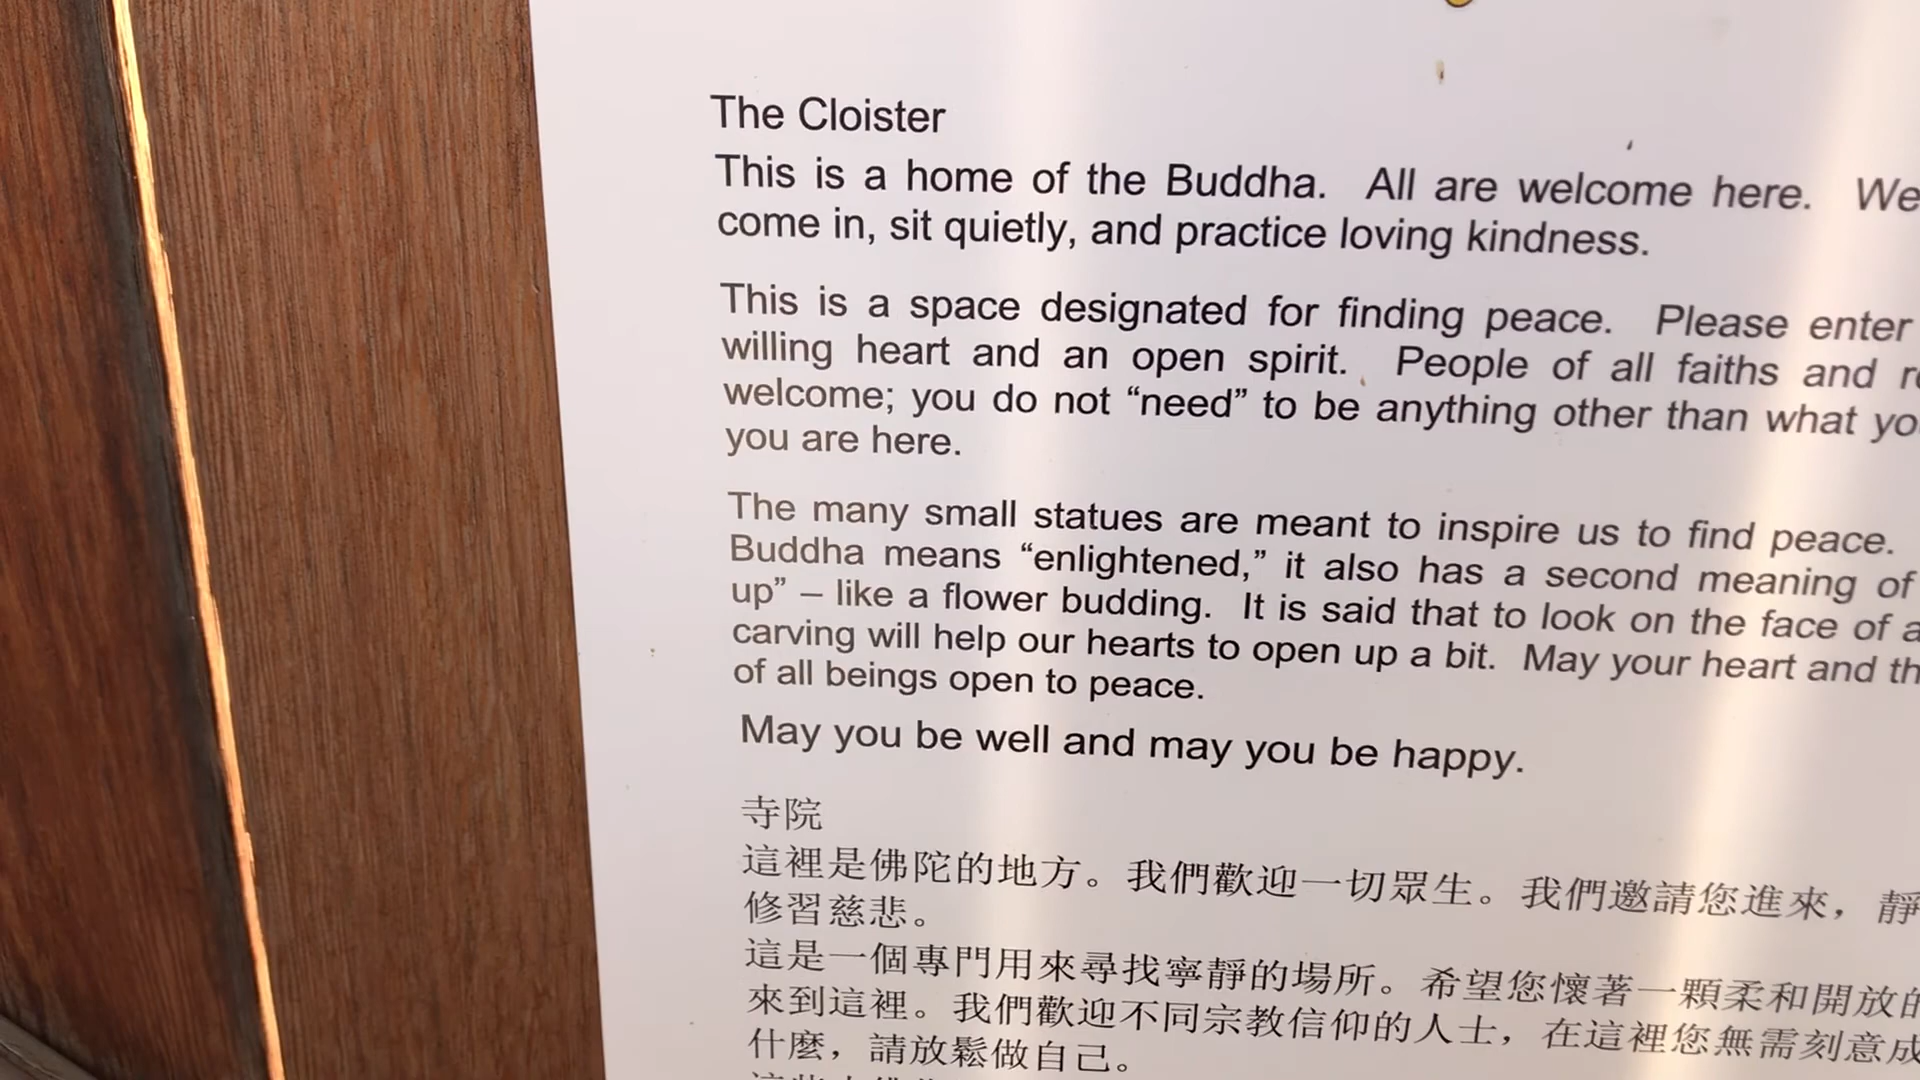 The Cloister
This is a home of the Buddha. All are welcome here. We
come in, sit quietly, and practice loving kindness.
This is a space designated for finding peace. Please enter
willing heart and an open spirit. People of all faiths and
welcome; you do not “need” to be anything other than what
you are here.
The many small statues are meant to inspire us to find peace.
Buddha means “enlightened,” it also has a second meaning of
up” – like a flower budding. It is said that to look on the face of a
carving will help our hearts to open up a bit. May your heart and
of all beings open to peace.
May you be well and may you be happy.
寺院
這裡是佛陀的地方。我們歡迎一切眾生。我們邀請您進來，靜
修習慈悲。
這是一個專門用來尋找寧靜的場所。希望您懷著一顆柔和開放的
來到這裡。我們歡迎不同宗教信仰的人士，在這裡您無需刻意成
什麼，請放鬆做自己。